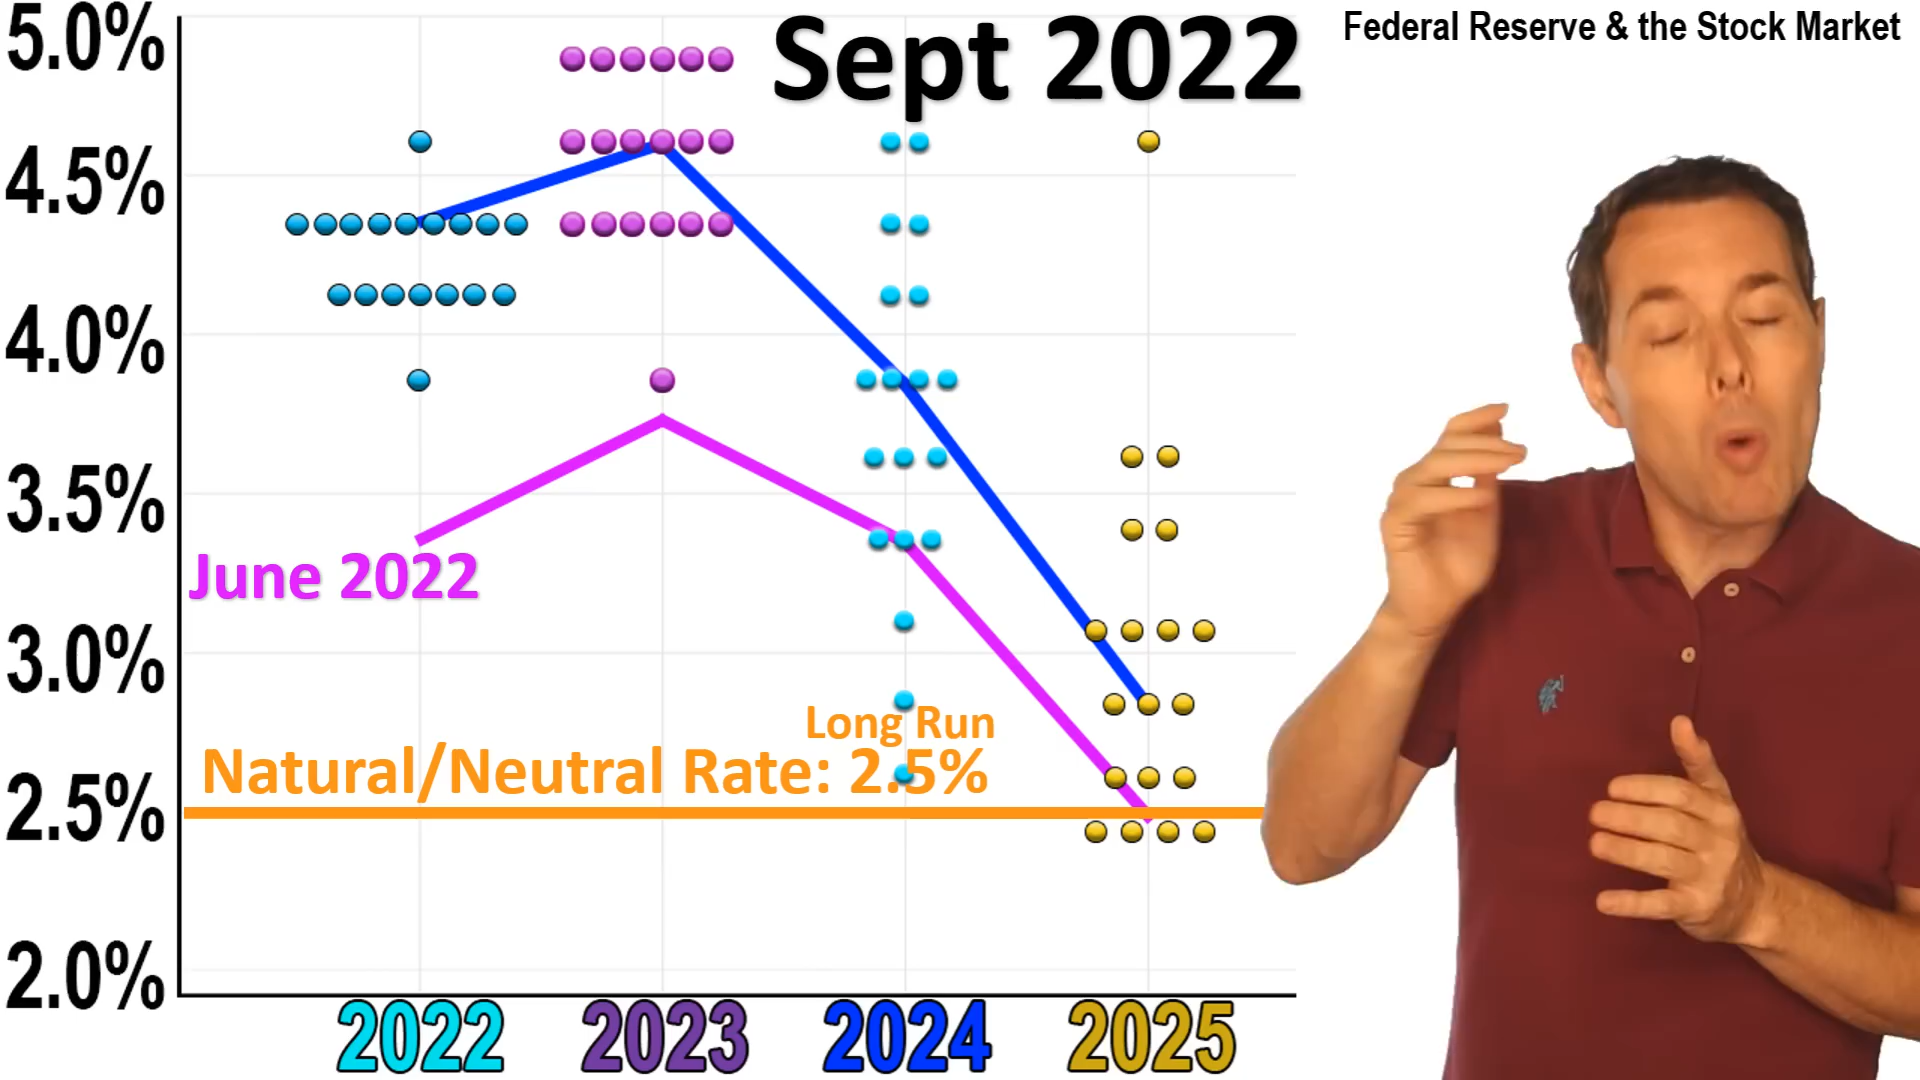 Federal Reserve & the Stock Market
Sept 2022
5.0%
4.5%
4.0%
3.5%
3.0%
2.5%
2.0%
June 2022
Long Run
Natural/Neutral Rate: 2.5%
2022
2023
2024
2025